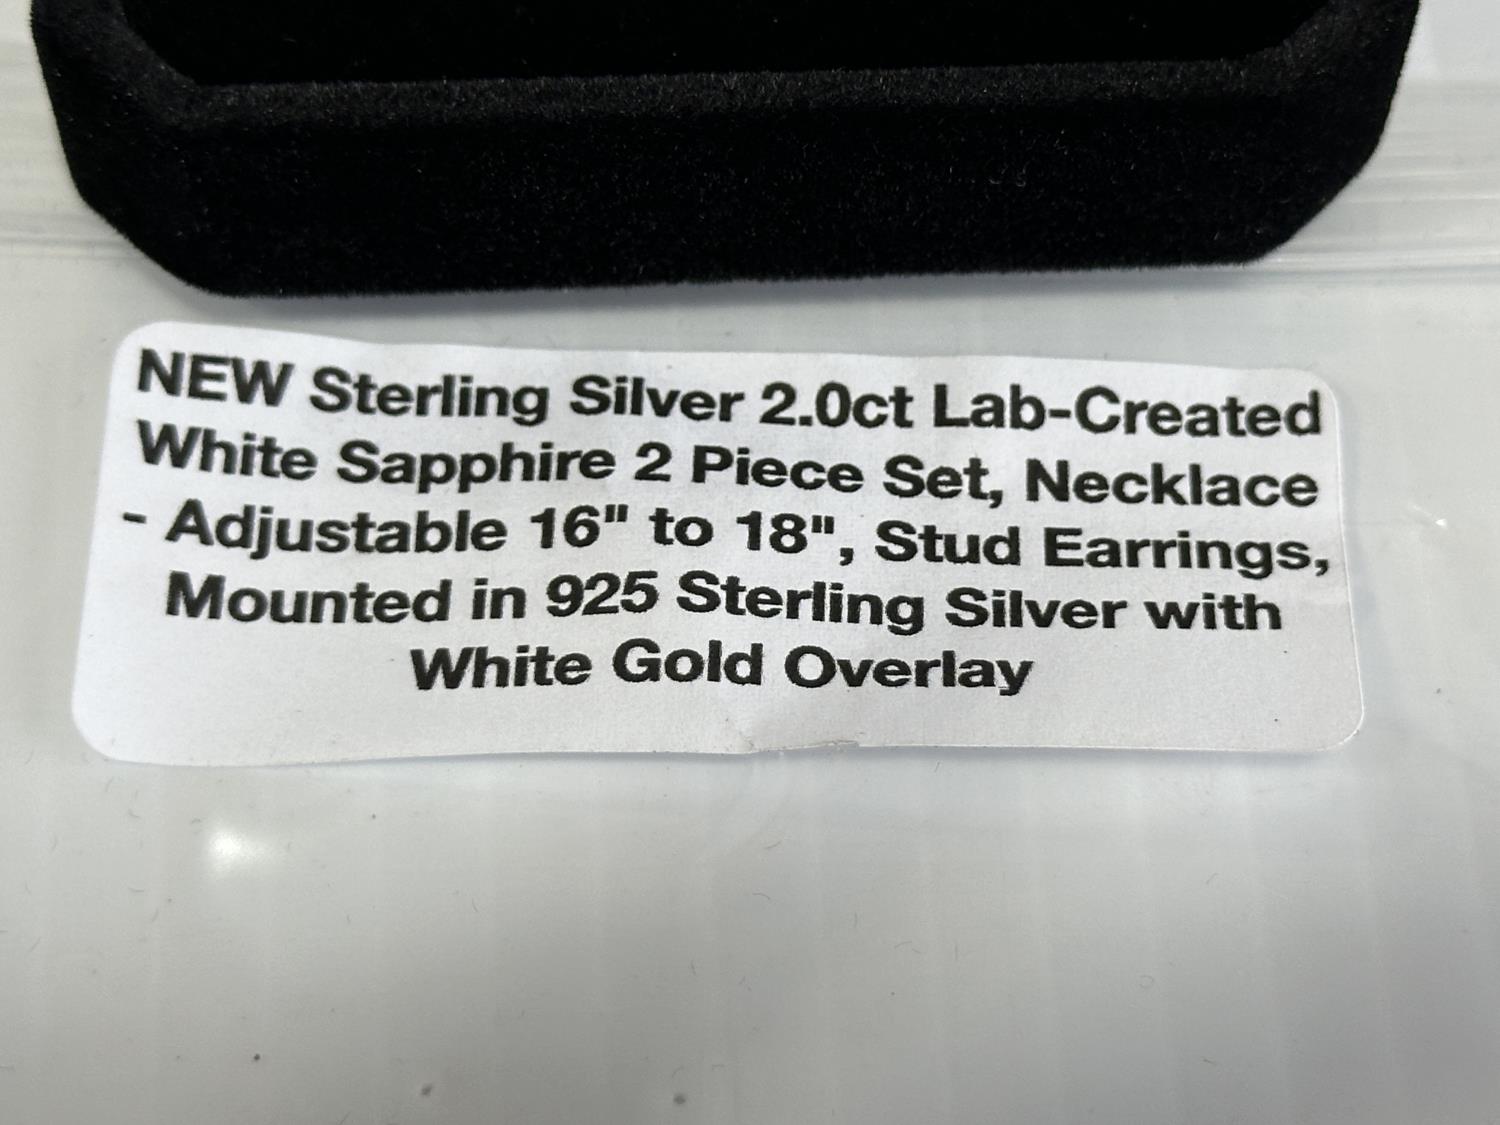 NEW Sterling Silver 2.0ct Lab-Created
White Sapphire 2 Piece Set, Necklace
- Adjustable 16" to 18", Stud Earrings,
Mounted in 925 Sterling Silver with
White Gold Overlay